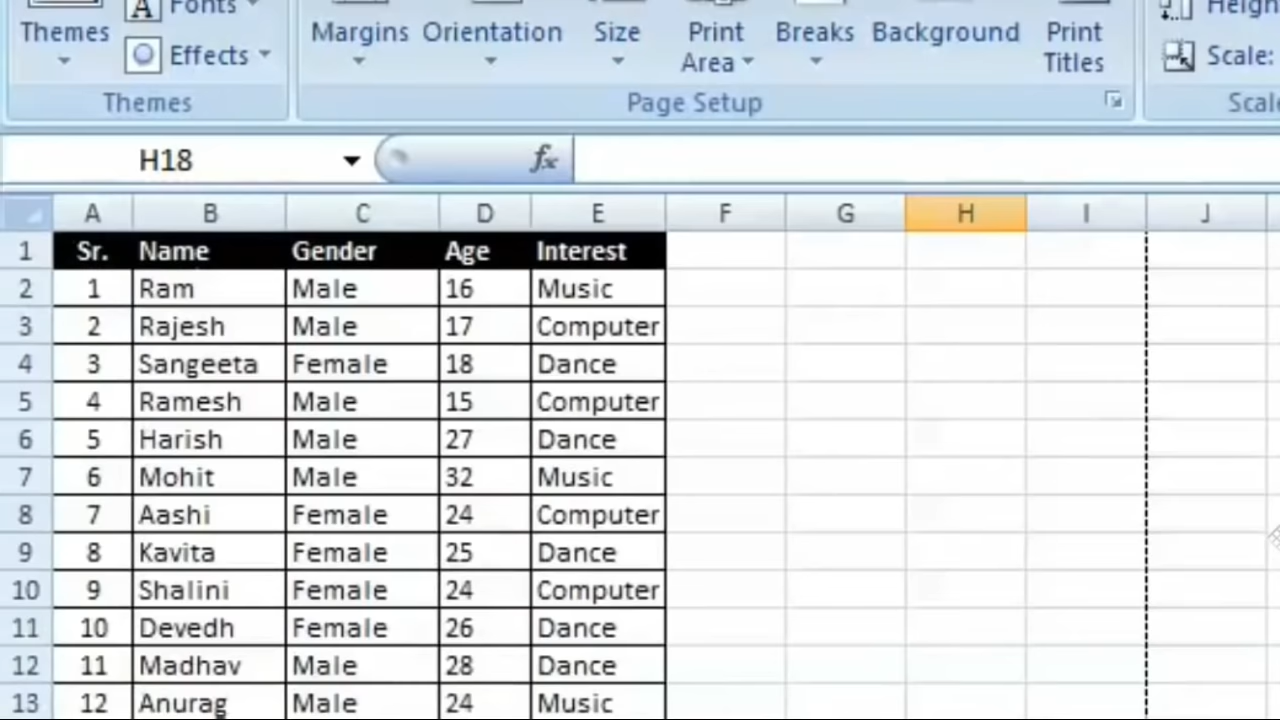 Themes
Fonts
Effects
Themes
Margins Orientation Size Print Area Breaks Background Print Titles
Page Setup
Scale:
H18 fx
A B C D E F G H I J
1 Sr. Name Gender Age Interest
2 1 Ram Male 16 Music
3 2 Rajesh Male 17 Computer
4 3 Sangeeta Female 18 Dance
5 4 Ramesh Male 15 Computer
6 5 Harish Male 27 Dance
7 6 Mohit Male 32 Music
8 7 Aashi Female 24 Computer
9 8 Kavita Female 25 Dance
10 9 Shalini Female 24 Computer
11 10 Devedh Female 26 Dance
12 11 Madhav Male 28 Dance
13 12 Anurag Male 24 Music